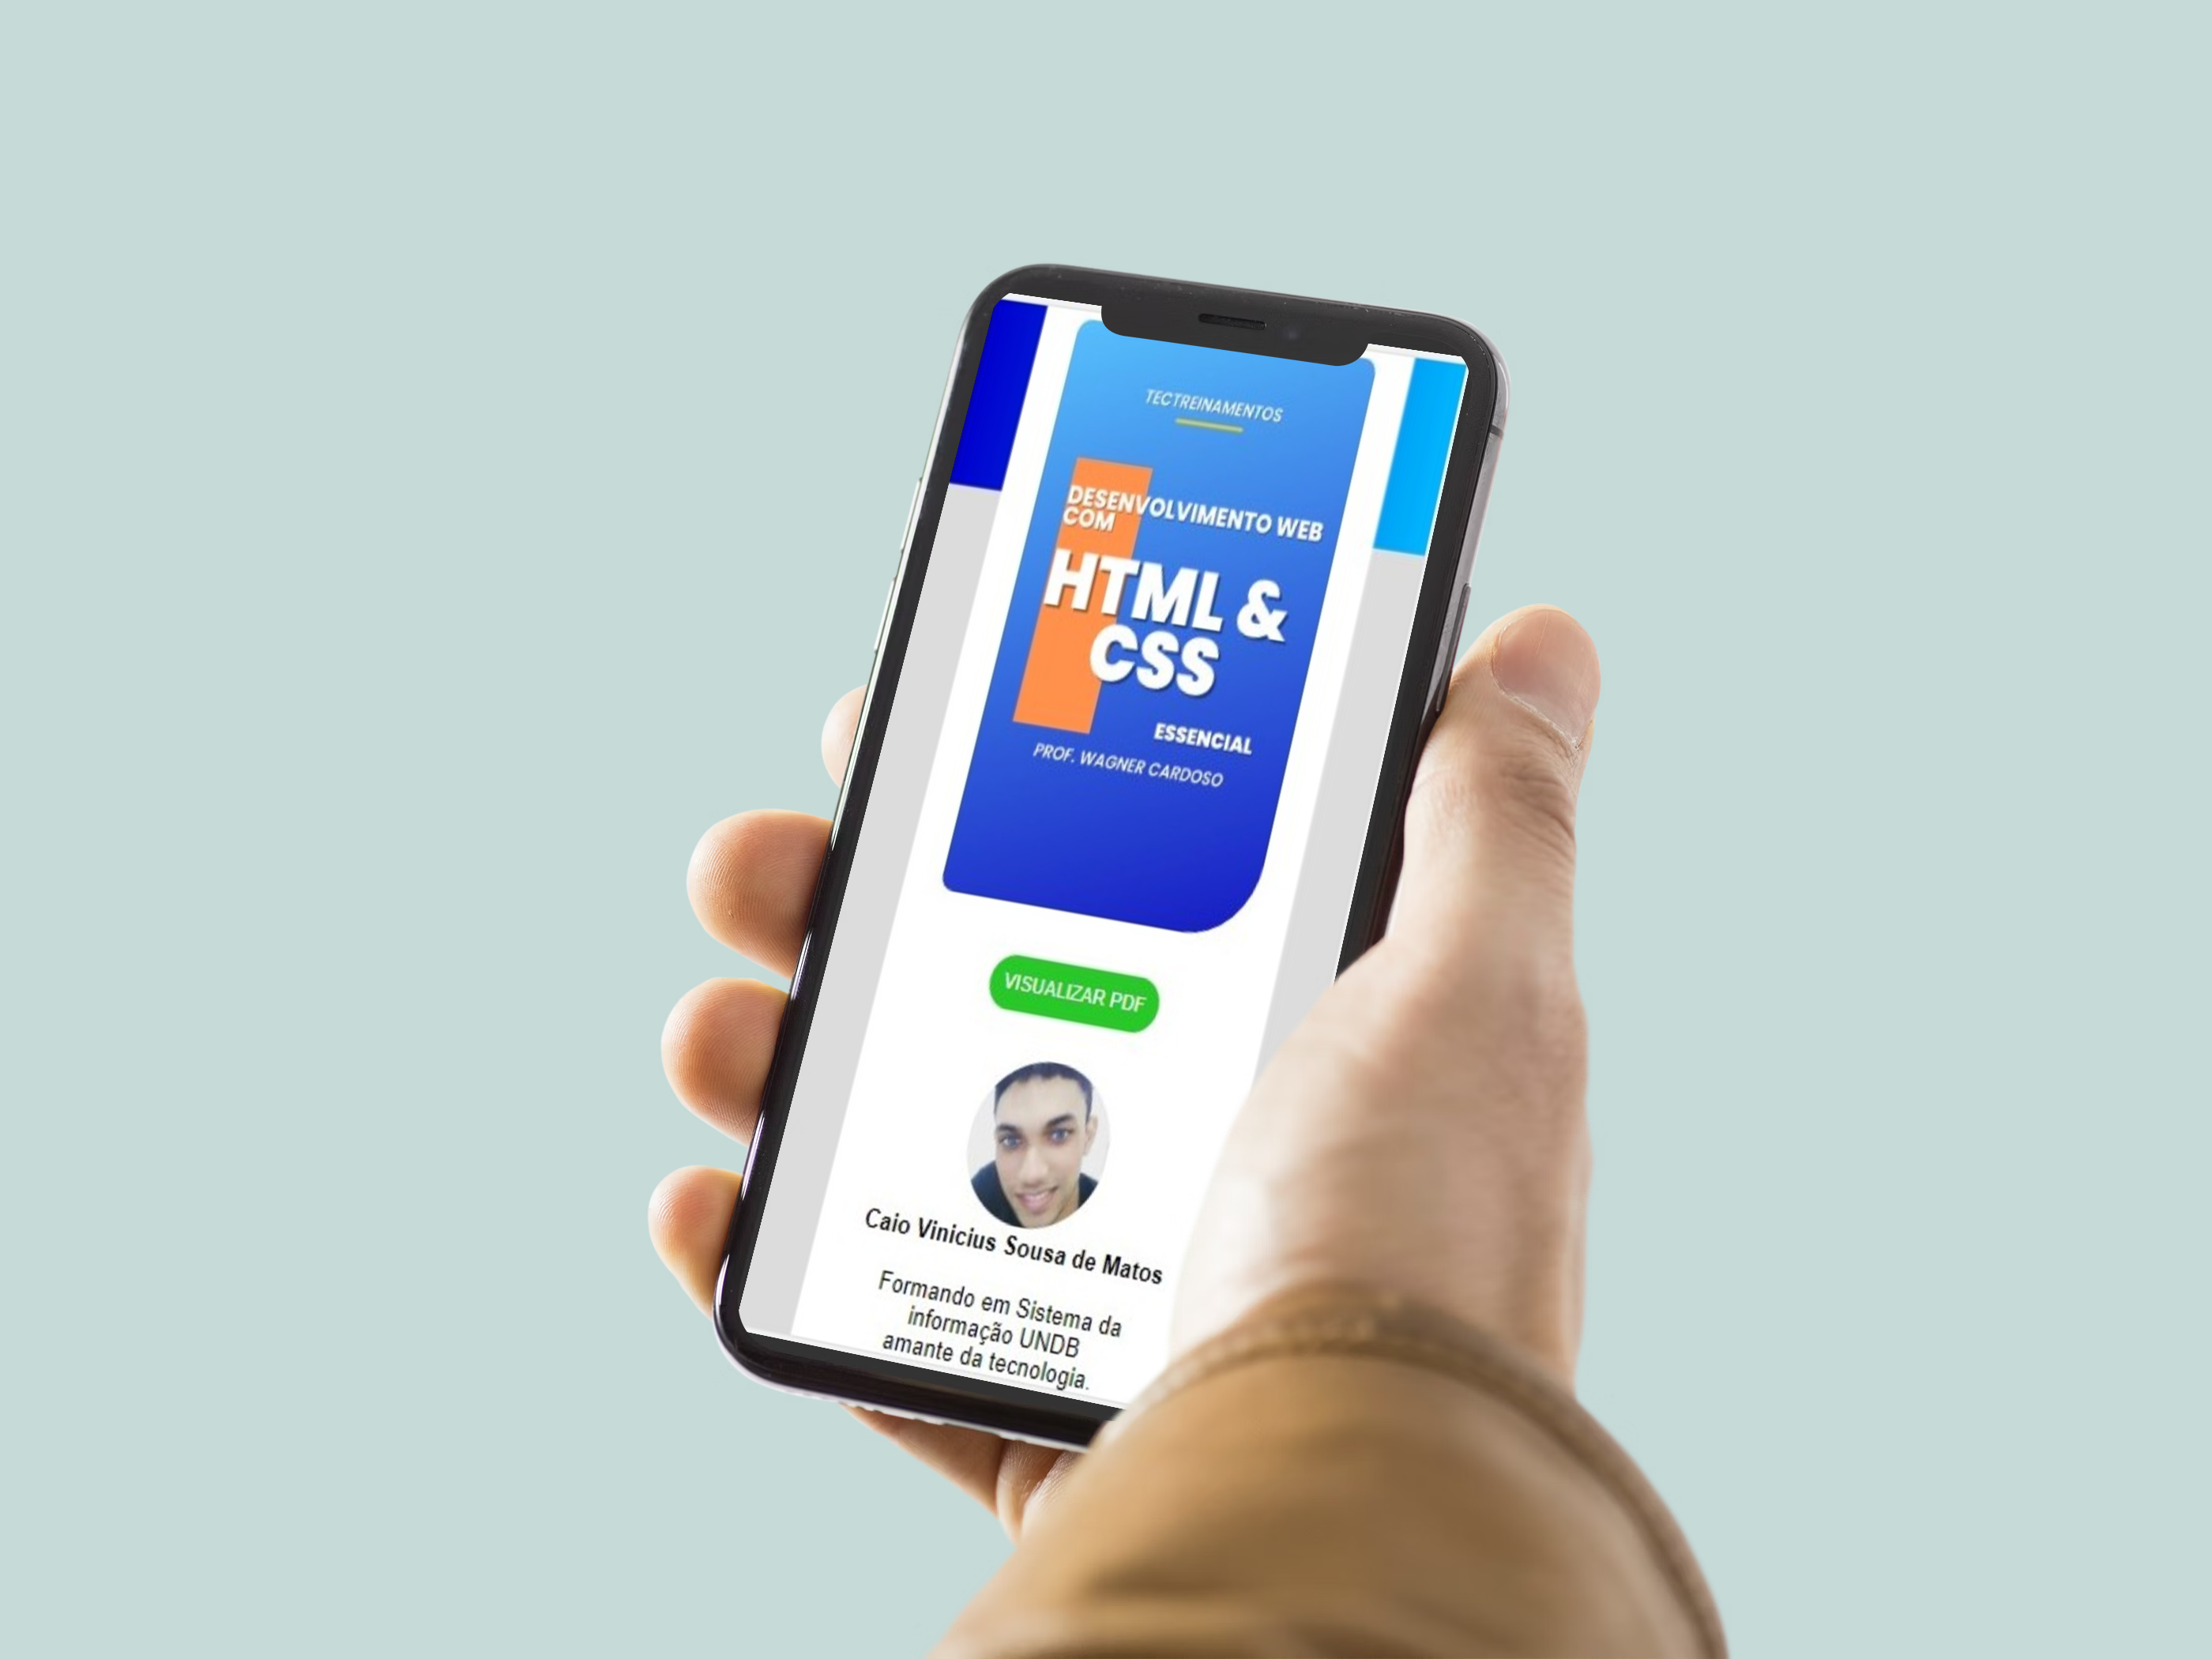 TECTREINAMENTOS
DESENVOLVIMENTO WEB
COM
HTML &
CSS
ESSENCIAL
PROF. WAGNER CARDOSO
VISUALIZAR PDF
Caio Vinicius Sousa de Matos
Formando em Sistema da
informação UNDB
amante da tecnologia.